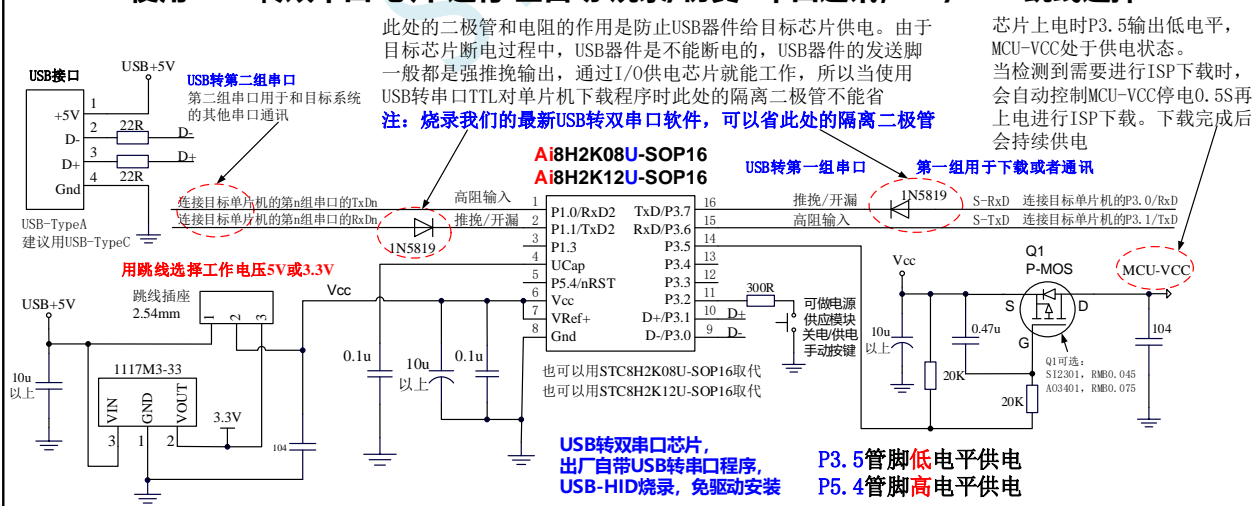 此处的二极管和电阻的作用是防止USB器件给目标芯片供电。由于
目标芯片断电过程中，USB器件是不能断电的，USB器件的发送脚
一般都是强推挽输出，通过I/O供电芯片就能工作，所以当使用
USB转串口TTL对单片机下载程序时此处的隔离二极管不能省
注：烧录我们的最新USB转双串口软件，可以省此处的隔离二极管
芯片上电时P3.5输出低电平，
MCU-VCC处于供电状态。
当检测到需要进行ISP下载时，
会自动控制MCU-VCC停电0.5S再
上电进行ISP下载。下载完成后
会持续供电
USB接口
USB+5V
+5V
D-
D+
Gnd
1
2
3
4
22R
22R
D-
D+
USB-TypeA
建议用USB-TypeC
USB转第二组串口
第二组串口用于和目标系统
的其他串口通讯
连接目标单片机的第n组串口的TxDn
连接目标单片机的第n组串口的RxDn
高阻输入
推挽/开漏
1N5819
Ai8H2K08U-SOP16
Ai8H2K12U-SOP16
1 P1.0/RxD2
2 P1.1/TxD2
3 P1.3
4 UCap
5 P5.4/nRST
6 Vcc
7 VRef+
8 Gnd
TxD/P3.7 16
RxD/P3.6 15
P3.5 14
P3.4 13
P3.3 12
P3.2 11
D+/P3.1 10 D+
D-/P3.0 9 D-
也可以用STC8H2K08U-SOP16取代
也可以用STC8H2K12U-SOP16取代
USB转第一组串口
第一组用于下载或者通讯
推挽/开漏
高阻输入
1N5819
S-RxD 连接目标单片机的P3.0/RxD
S-TxD 连接目标单片机的P3.1/TxD
300R
可做电源
供应模块
关电/供电
手动按键
Vcc
10u
以上
0.47u
20K
20K
Q1
P-MOS
S
D
G
Q1可选：
SI2301, RMB0.045
AO3401, RMB0.075
MCU-VCC
104
用跳线选择工作电压5V或3.3V
USB+5V
跳线插座
2.54mm
1
2
3
Vcc
10u
以上
1117M3-33
VIN
GND
VOUT
3
1
2
3.3V
104
0.1u
10u
以上
0.1u
USB转双串口芯片，
出厂自带USB转串口程序，
USB-HID烧录，免驱动安装
P3.5管脚低电平供电
P5.4管脚高电平供电